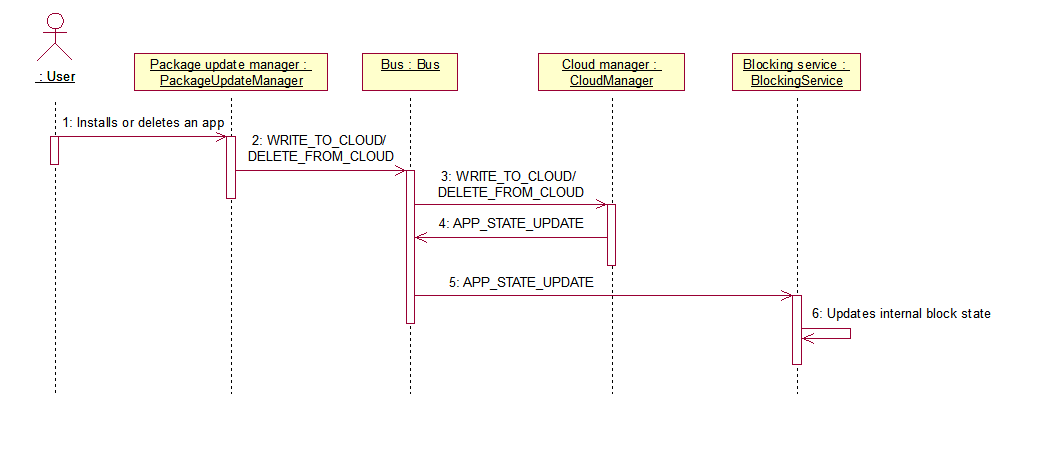 : User
Package update manager :
PackageUpdateManager
Bus : Bus
Cloud manager :
CloudManager
Blocking service :
BlockingService
1: Installs or deletes an app
2: WRITE_TO_CLOUD/
DELETE_FROM_CLOUD
3: WRITE_TO_CLOUD/
DELETE_FROM_CLOUD
4: APP_STATE_UPDATE
5: APP_STATE_UPDATE
6: Updates internal block state